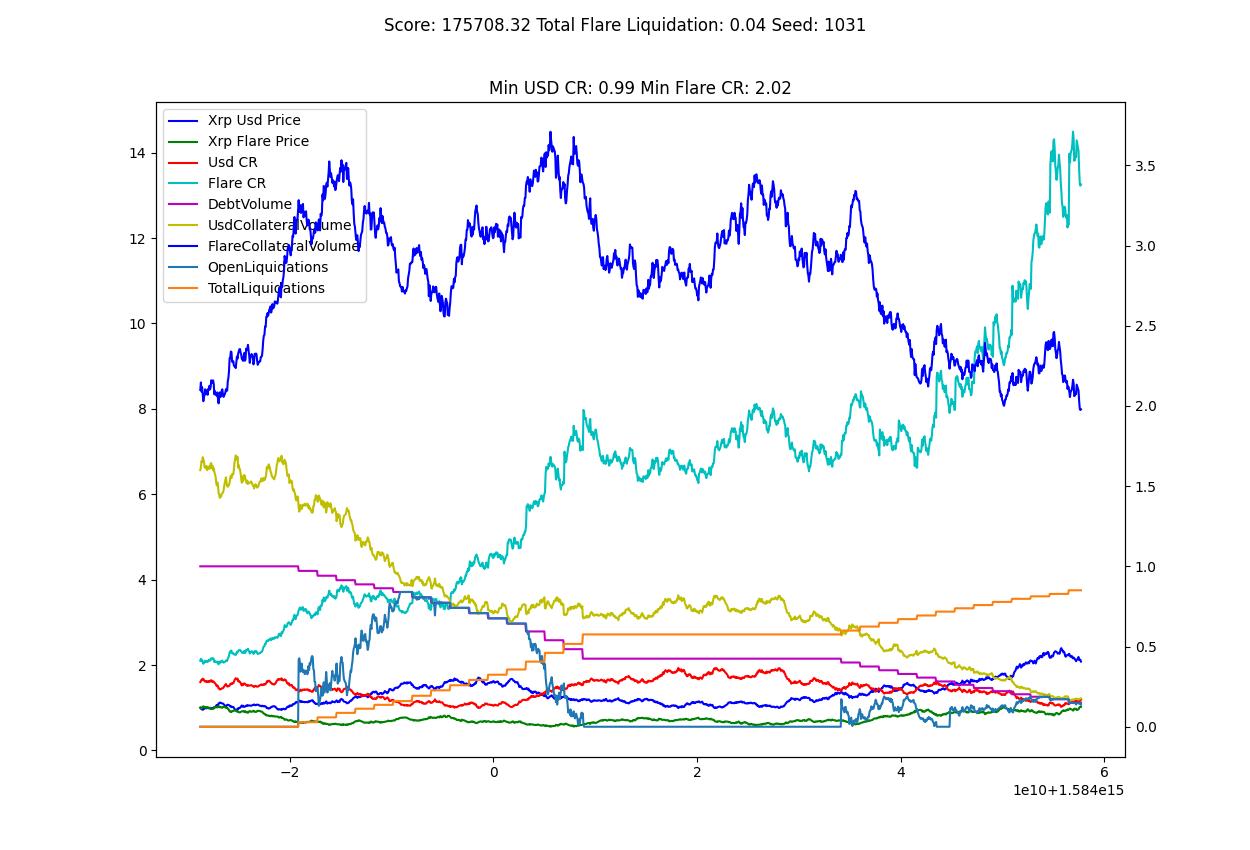 Score: 175708.32 Total Flare Liquidation: 0.04 Seed: 1031
Min USD CR: 0.99 Min Flare CR: 2.02
Xrp Usd Price
Xrp Flare Price
Usd CR
Flare CR
DebtVolume
UsdCollateralVolume
FlareCollateralVolume
OpenLiquidations
TotalLiquidations
14
12
10
8
6
4
2
0
3.5
3.0
2.5
2.0
1.5
1.0
0.5
0.0
−2 0 2 4 6
1e10+1.584e15